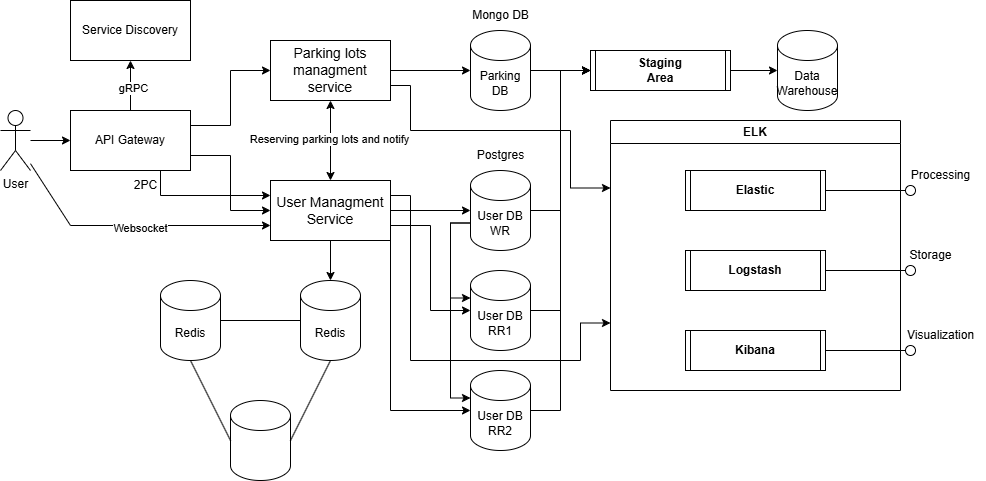 Service Discovery
gRPC
API Gateway
User
2PC
Websocket
Parking lots
managment
service
Reserving parking lots and notify
User Managment
Service
Redis
Redis
Mongo DB
Parking
DB
Postgres
User DB
WR
User DB
RR1
User DB
RR2
Staging
Area
Data
Warehouse
ELK
Elastic
Processing
Logstash
Storage
Kibana
Visualization